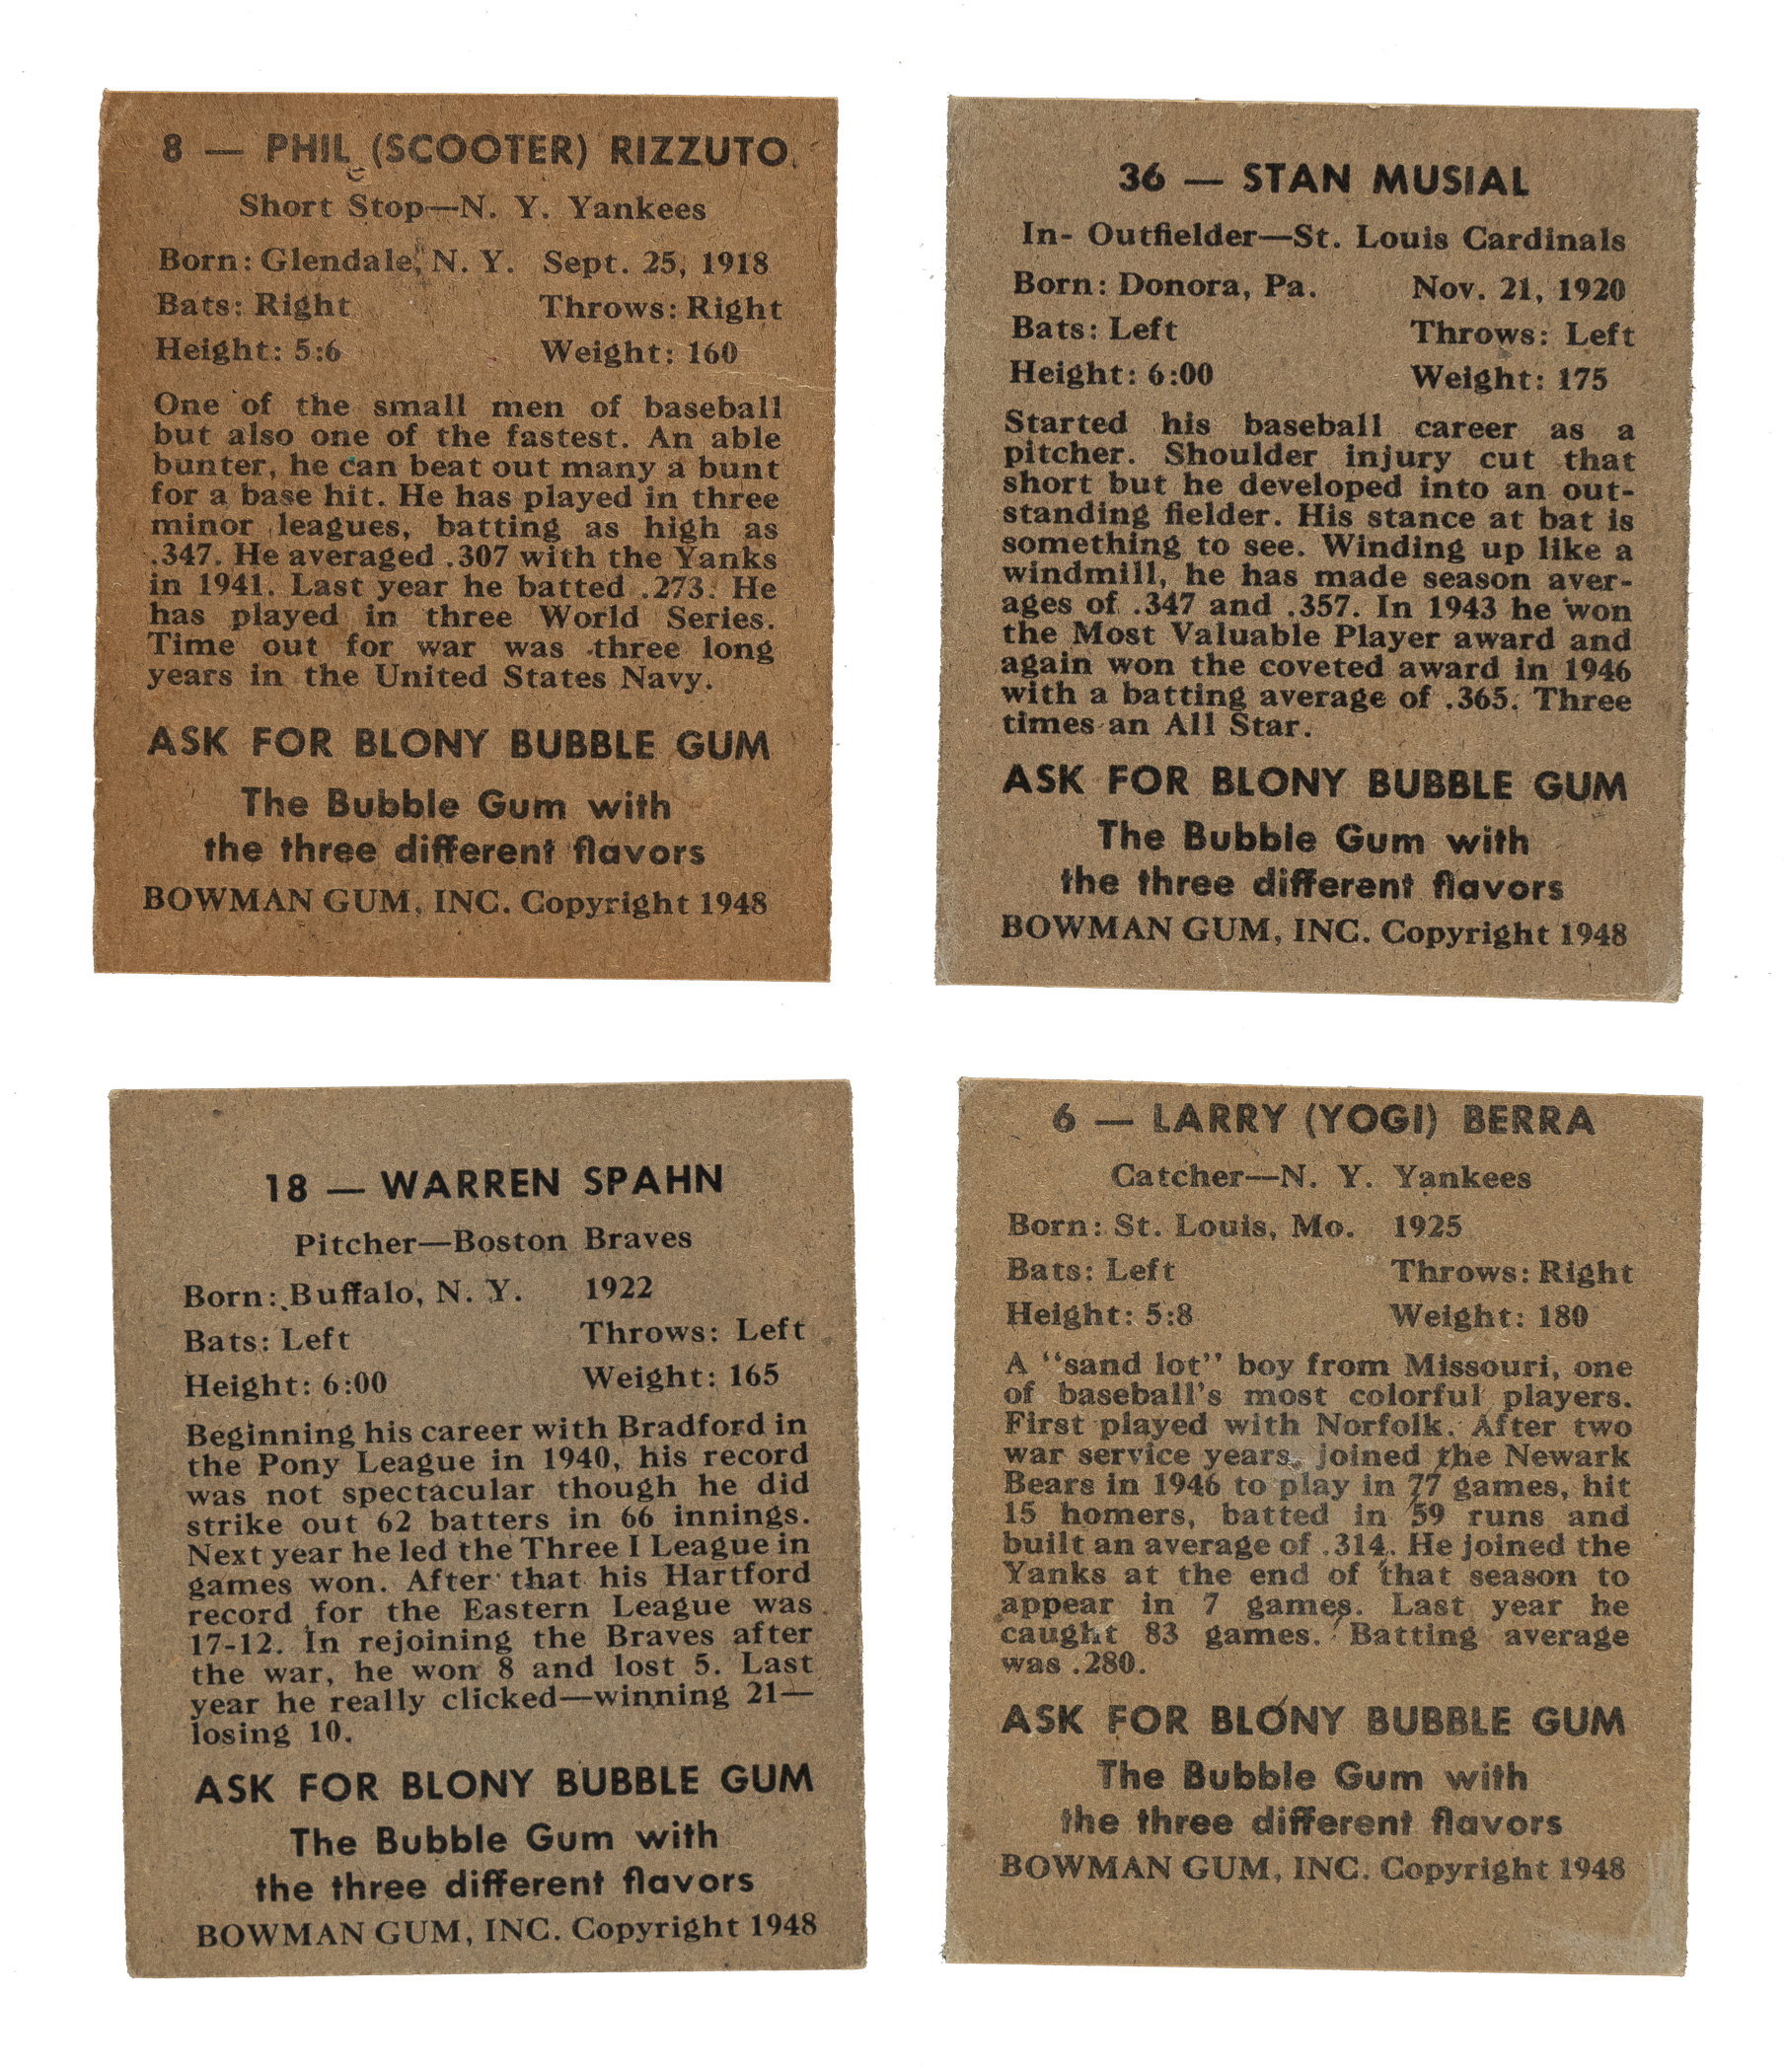 8 — PHIL (SCOOTER) RIZZUTO
Short Stop—N. Y. Yankees
Born: Glendale, N. Y. Sept. 25, 1918
Bats: Right Throws: Right
Height: 5:6 Weight: 160
One of the small men of baseball
but also one of the fastest. An able
bunter, he can beat out many a bunt
for a base hit. He has played in three
minor leagues, batting as high as
.347. He averaged .307 with the Yanks
in 1941. Last year he batted .273. He
has played in three World Series.
Time out for war was three long
years in the United States Navy.
ASK FOR BLONY BUBBLE GUM
The Bubble Gum with
the three different flavors
BOWMAN GUM, INC. Copyright 1948
36 — STAN MUSIAL
In- Outfielder—St. Louis Cardinals
Born: Donora, Pa. Nov. 21, 1920
Bats: Left Throws: Left
Height: 6:00 Weight: 175
Started his baseball career as a
pitcher. Shoulder injury cut that
short but he developed into an out-
standing fielder. His stance at bat is
something to see. Winding up like a
windmill, he has made season aver-
ages of .347 and .357. In 1943 he won
the Most Valuable Player award and
again won the coveted award in 1946
with a batting average of .365. Three
times an All Star.
ASK FOR BLONY BUBBLE GUM
The Bubble Gum with
the three different flavors
BOWMAN GUM, INC. Copyright 1948
18 — WARREN SPAHN
Pitcher—Boston Braves
Born: Buffalo, N. Y. 1922
Bats: Left Throws: Left
Height: 6:00 Weight: 165
Beginning his career with Bradford in
the Pony League in 1940, his record
was not spectacular though he did
strike out 62 batters in 66 innings.
Next year he led the Three I League in
games won. After that his Hartford
record for the Eastern League was
17-12. In rejoining the Braves after
the war, he won 8 and lost 5. Last
year he really clicked—winning 21—
losing 10.
ASK FOR BLONY BUBBLE GUM
The Bubble Gum with
the three different flavors
BOWMAN GUM, INC. Copyright 1948
6 — LARRY (YOGI) BERRA
Catcher—N. Y. Yankees
Born: St. Louis, Mo. 1925
Bats: Left Throws: Right
Height: 5:8 Weight: 180
A "sand lot" boy from Missouri, one
of baseball's most colorful players.
First played with Norfolk. After two
war service years, joined the Newark
Bears in 1946 to play in 77 games, hit
15 homers, batted in 59 runs and
built an average of .314. He joined the
Yanks at the end of that season to
appear in 7 games. Last year he
caught 83 games. Batting average
was .280.
ASK FOR BLONY BUBBLE GUM
The Bubble Gum with
the three different flavors
BOWMAN GUM, INC. Copyright 1948